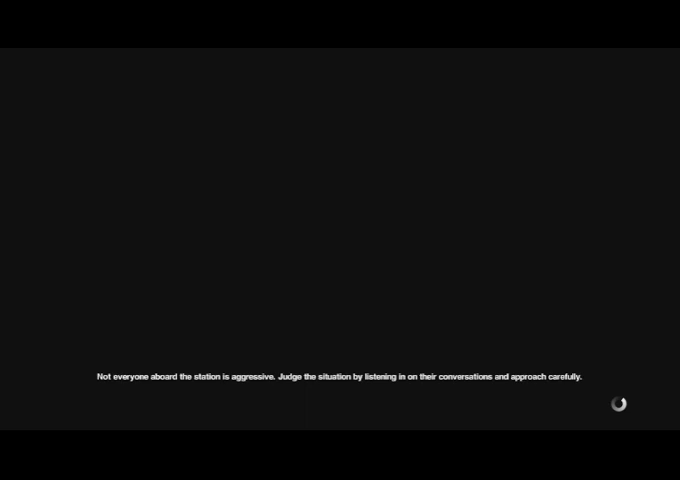 Not everyone aboard the station is aggressive. Judge the situation by listening in on their conversations and approach carefully.